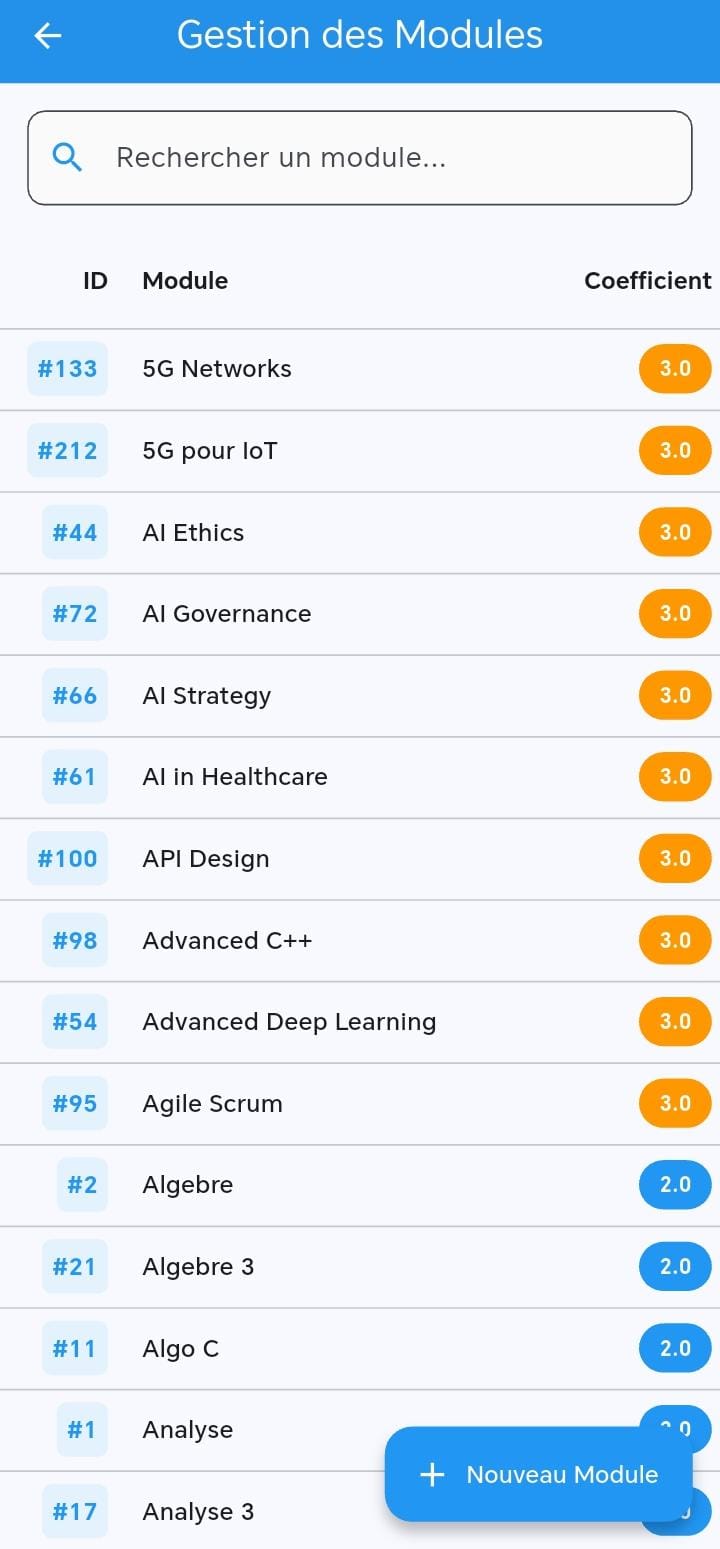 Gestion des Modules
Rechercher un module...
ID Module Coefficient
#133 5G Networks 3.0
#212 5G pour IoT 3.0
#44 AI Ethics 3.0
#72 AI Governance 3.0
#66 AI Strategy 3.0
#61 AI in Healthcare 3.0
#100 API Design 3.0
#98 Advanced C++ 3.0
#54 Advanced Deep Learning 3.0
#95 Agile Scrum 3.0
#2 Algebre 2.0
#21 Algebre 3 2.0
#11 Algo C 2.0
#1 Analyse
Nouveau Module
#17 Analyse 3